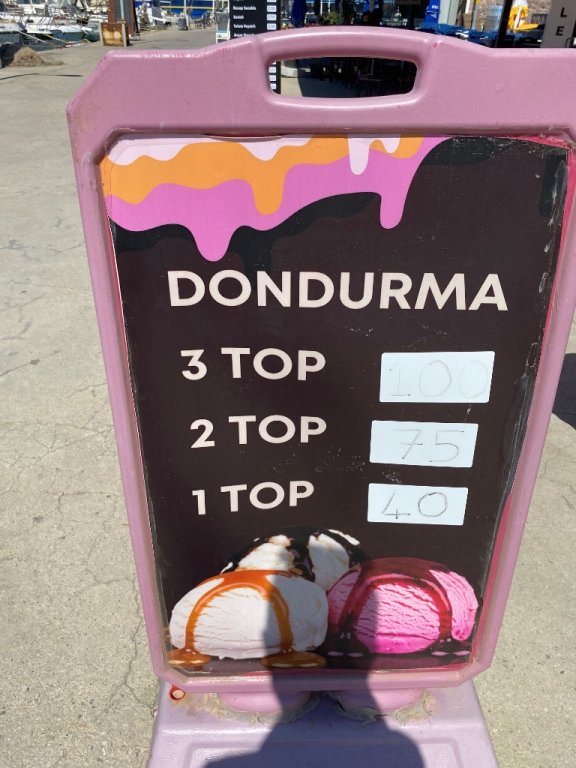 DONDURMA
3 TOP 100
2 TOP 75
1 TOP 40